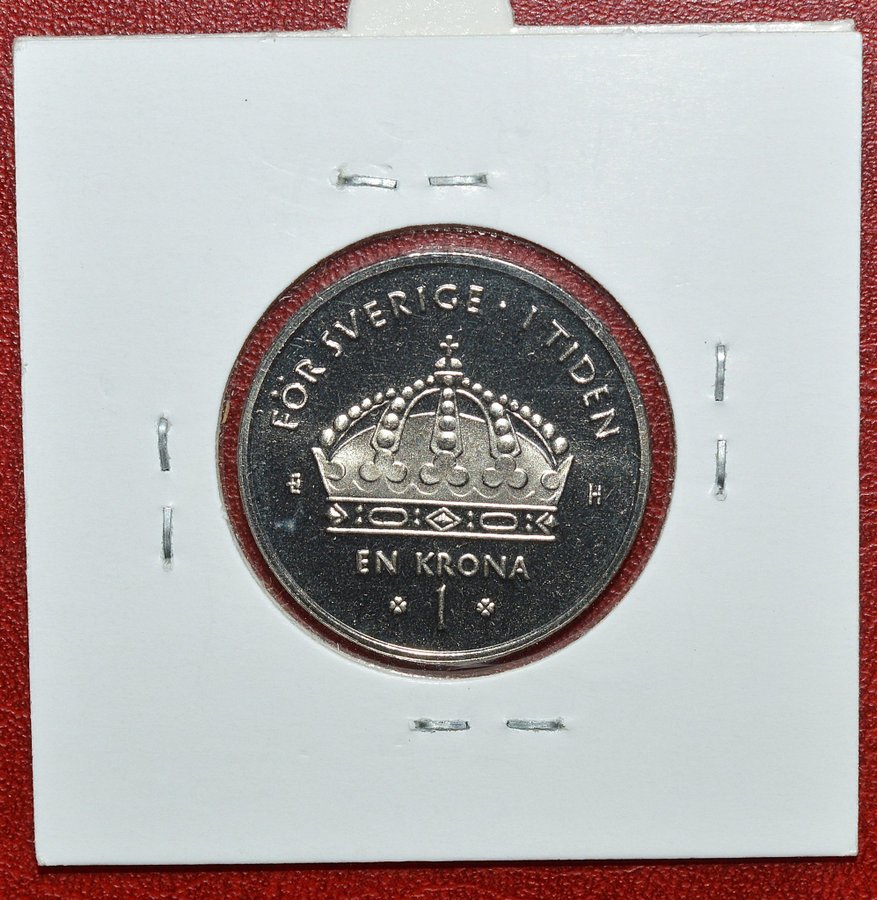 FÖR SVERIGE · I TIDEN
H
EN KRONA
1